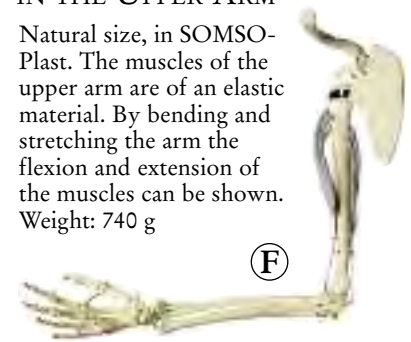 IN THE UPPER ARM
Natural size, in SOMSO-
Plast. The muscles of the
upper arm are of an elastic
material. By bending and
stretching the arm the
flexion and extension of
the muscles can be shown.
Weight: 740 g
F